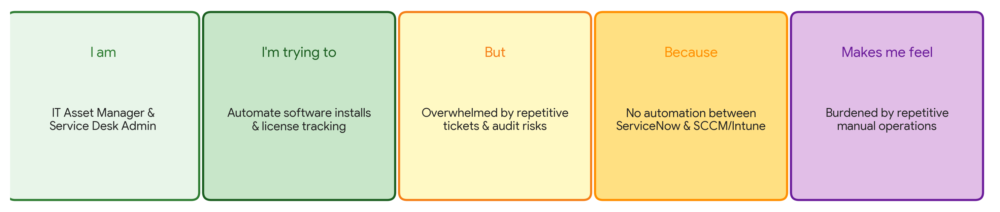 I am
IT Asset Manager &
Service Desk Admin
I'm trying to
Automate software installs
& license tracking
But
Overwhelmed by repetitive
tickets & audit risks
Because
No automation between
ServiceNow & SCCM/Intune
Makes me feel
Burdened by repetitive
manual operations